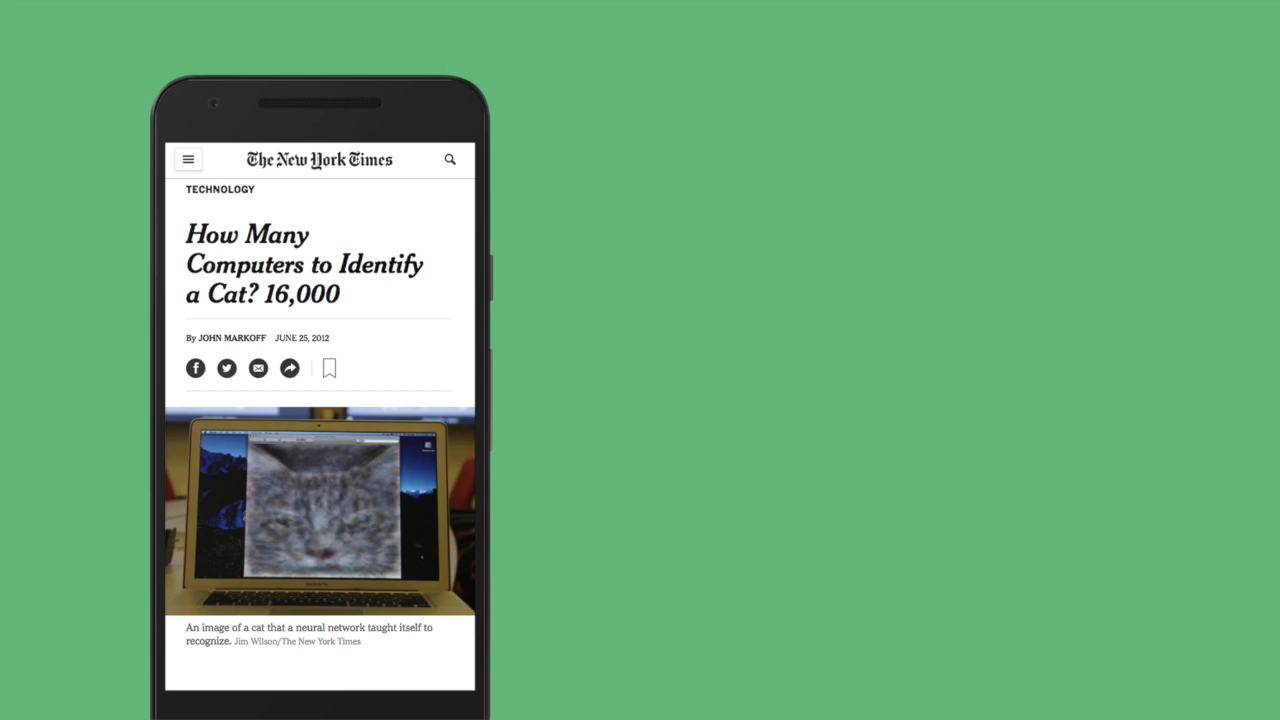 The New York Times
TECHNOLOGY
How Many
Computers to Identify
a Cat? 16,000
By JOHN MARKOFF JUNE 25, 2012
An image of a cat that a neural network taught itself to
recognize. Jim Wilson/The New York Times